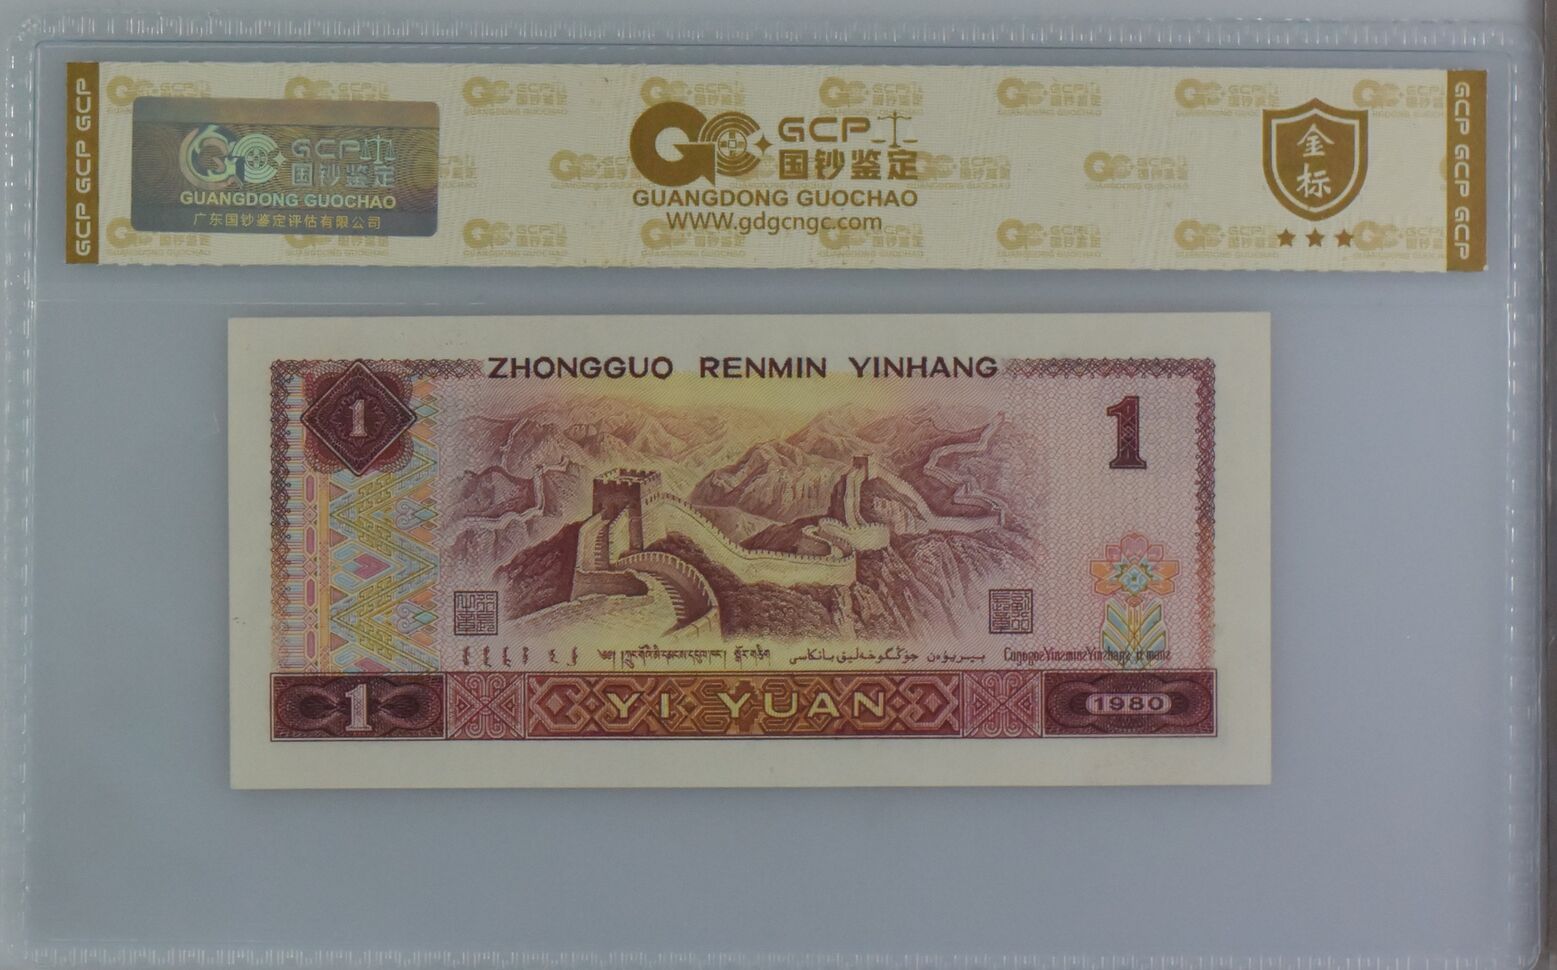 GCP GCP GCP
GCP
国钞鉴定
GUANGDONG GUOCHAO
广东国钞鉴定评估有限公司
GCP
国钞鉴定
GUANGDONG GUOCHAO
WWW.gdgcngc.com
金标
GCP GCP GCP
ZHONGGUO RENMIN YINHANG
1
1
1
YI YUAN
1980